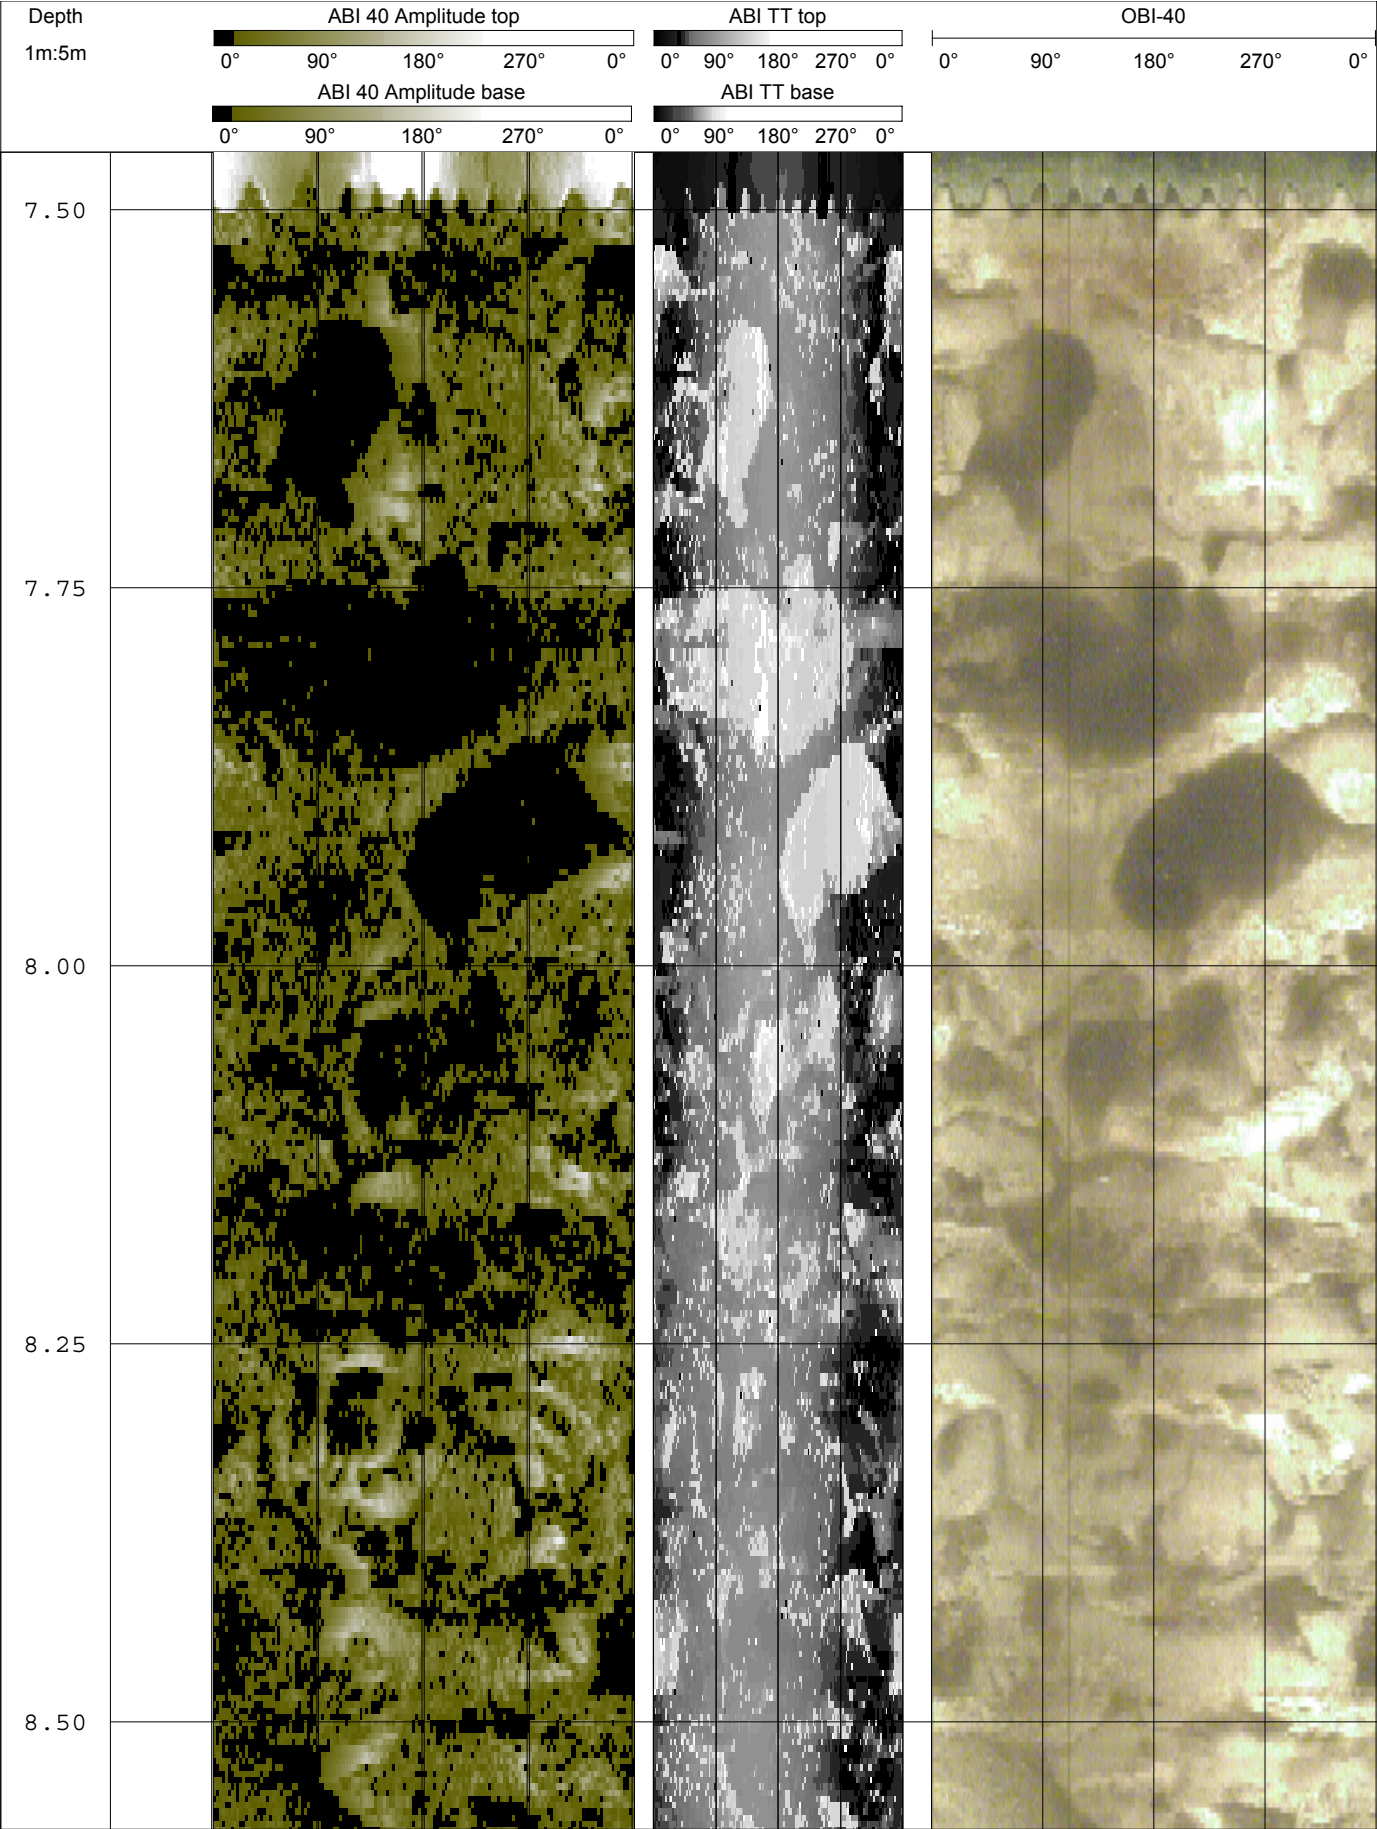 Depth
1m:5m
ABI 40 Amplitude top
0° 90° 180° 270° 0°
ABI 40 Amplitude base
0° 90° 180° 270° 0°
ABI TT top
0° 90° 180° 270° 0°
ABI TT base
0° 90° 180° 270° 0°
OBI-40
0° 90° 180° 270° 0°
7.50
7.75
8.00
8.25
8.50